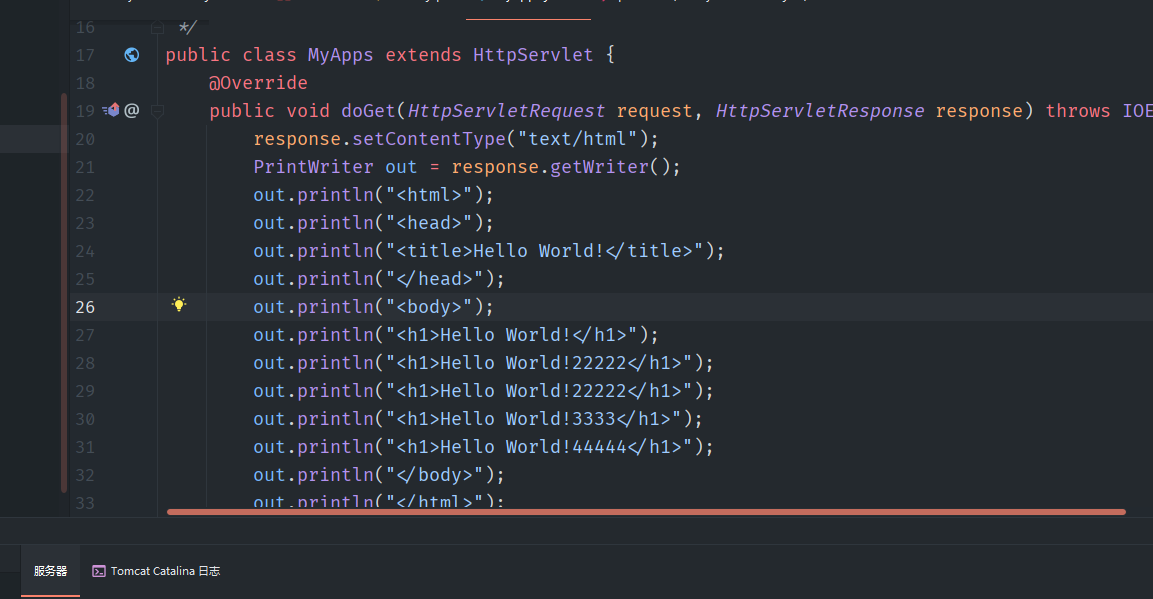 16 */
17 public class MyApps extends HttpServlet {
18 @Override
19 @ public void doGet(HttpServletRequest request, HttpServletResponse response) throws IOE
20 response.setContentType("text/html");
21 PrintWriter out = response.getWriter();
22 out.println("<html>");
23 out.println("<head>");
24 out.println("<title>Hello World!</title>");
25 out.println("</head>");
26 out.println("<body>");
27 out.println("<h1>Hello World!</h1>");
28 out.println("<h1>Hello World!22222</h1>");
29 out.println("<h1>Hello World!22222</h1>");
30 out.println("<h1>Hello World!3333</h1>");
31 out.println("<h1>Hello World!44444</h1>");
32 out.println("</body>");
33 out.println("</html>");
服务器 Tomcat Catalina 日志